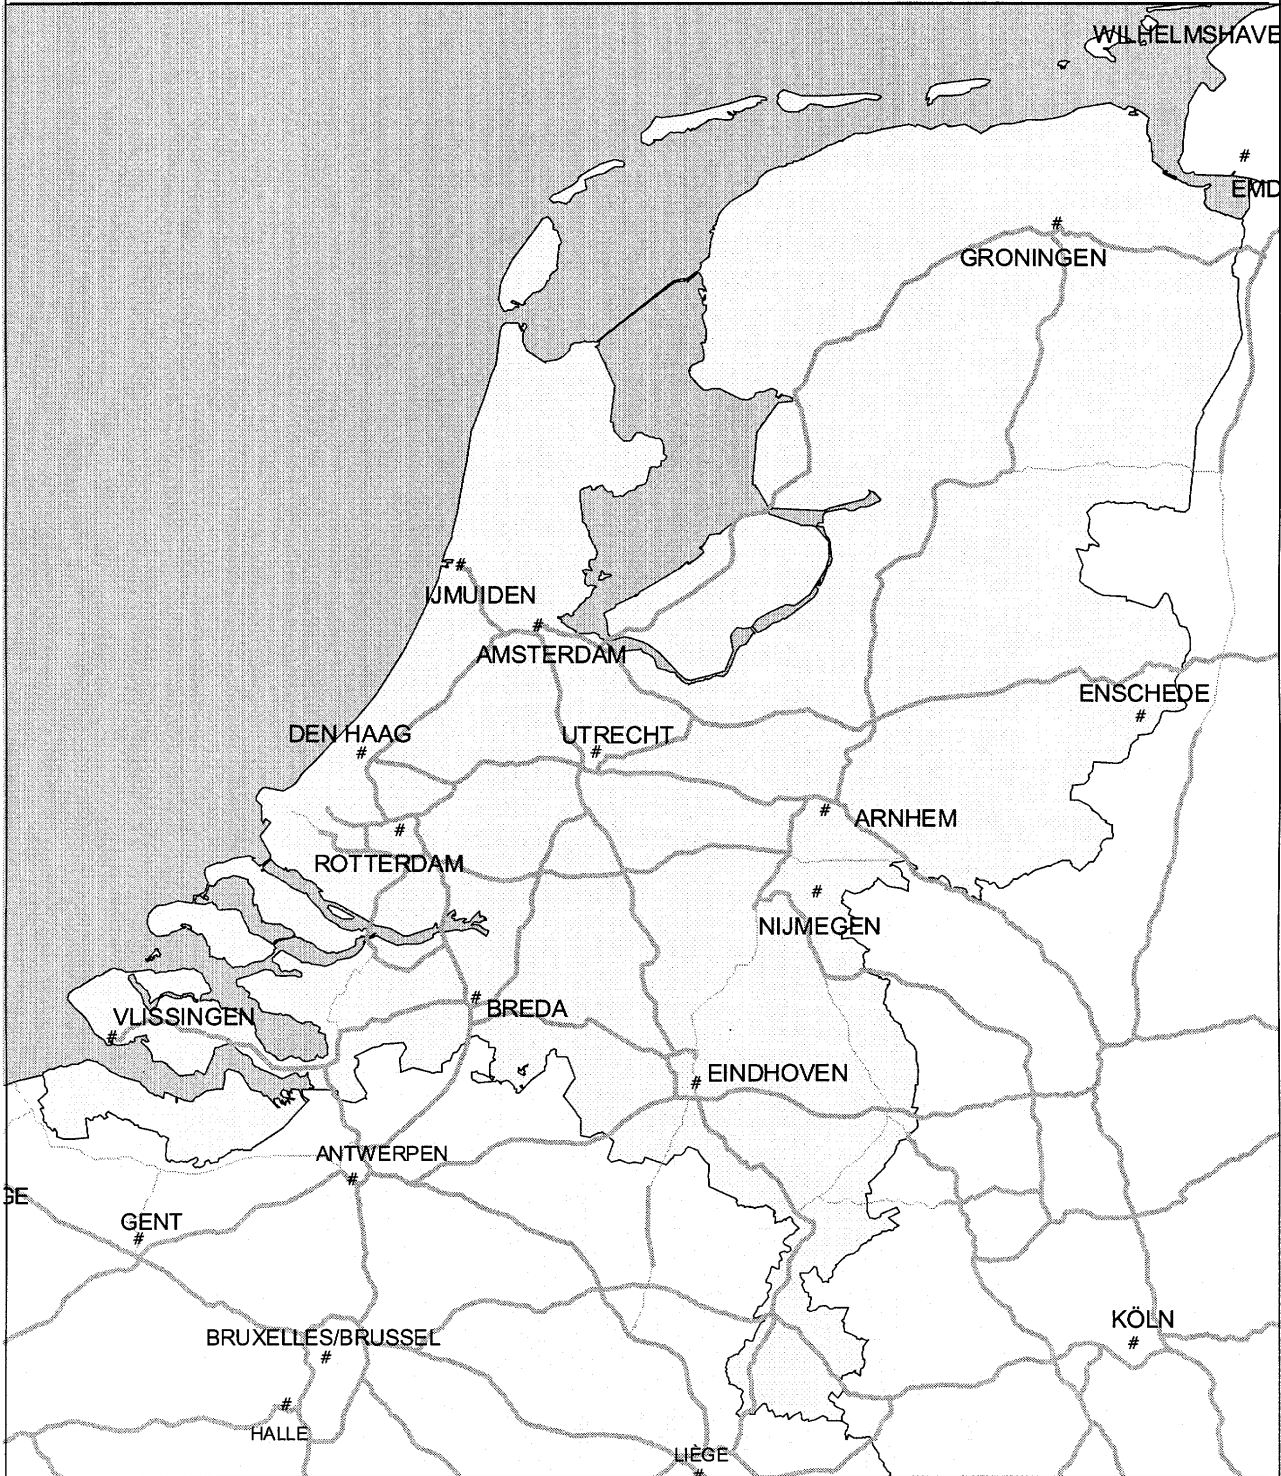 WILHELMSHAVE
#
EMD
#
GRONINGEN
#
IJMUIDEN
#
AMSTERDAM
ENSCHEDE
#
DEN HAAG
#
UTRECHT
#
#
ARNHEM
#
ROTTERDAM
#
NIJMEGEN
#
BREDA
VLISSINGEN
#
EINDHOVEN
#
ANTWERPEN
#
GE
GENT
#
KÖLN
#
BRUXELLES/BRUSSEL
#
#
HALLE
LIÈGE
#